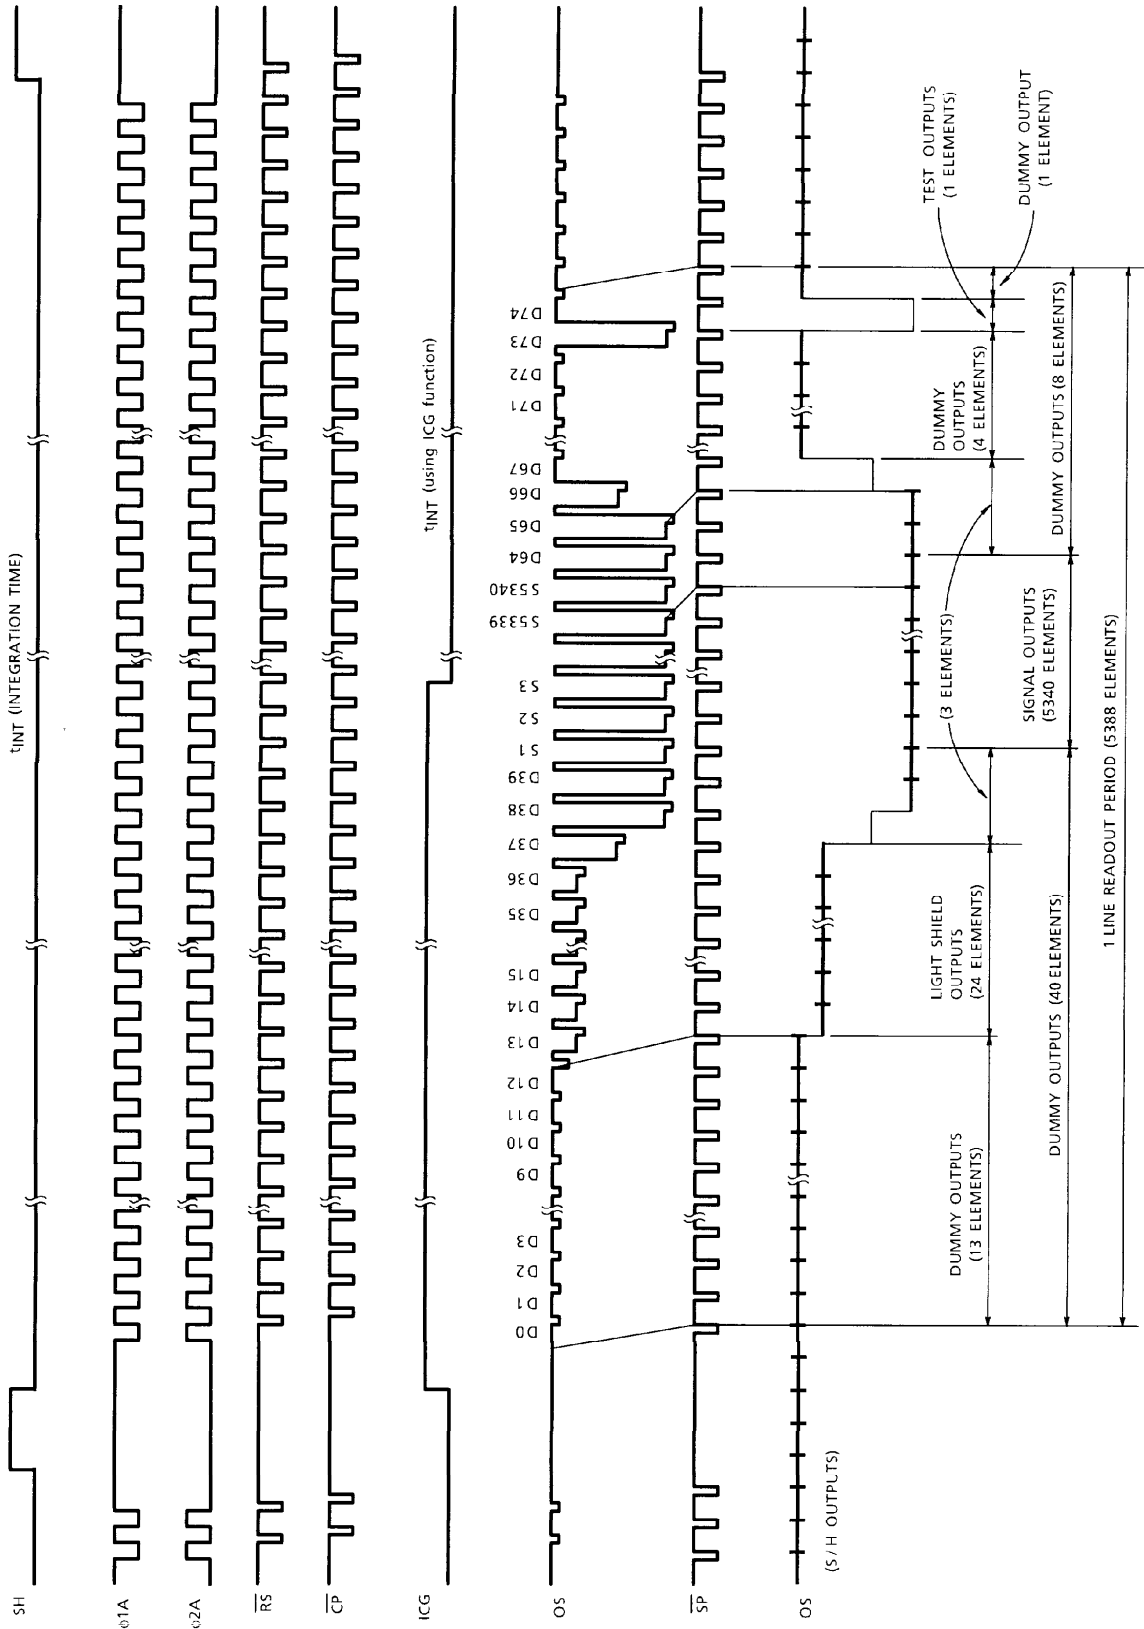 SH
tINT (INTEGRATION TIME)
φ1A
φ2A
RS
CP
ICG
tINT (using ICG function)
OS
D0
D1
D2
D3
D9
D10
D11
D12
D13
D14
D15
D35
D36
D37
D38
D39
S1
S2
S3
S5339
S5340
D64
D65
D66
D67
D71
D72
D73
D74
SP
OS
(S/H OUTPUTS)
DUMMY OUTPUTS
(13 ELEMENTS)
LIGHT SHIELD
OUTPUTS
(24 ELEMENTS)
(3 ELEMENTS)
DUMMY
OUTPUTS
(4 ELEMENTS)
TEST OUTPUTS
(1 ELEMENTS)
DUMMY OUTPUT
(1 ELEMENT)
DUMMY OUTPUTS (40 ELEMENTS)
SIGNAL OUTPUTS
(5340 ELEMENTS)
DUMMY OUTPUTS (8 ELEMENTS)
1 LINE READOUT PERIOD (5388 ELEMENTS)